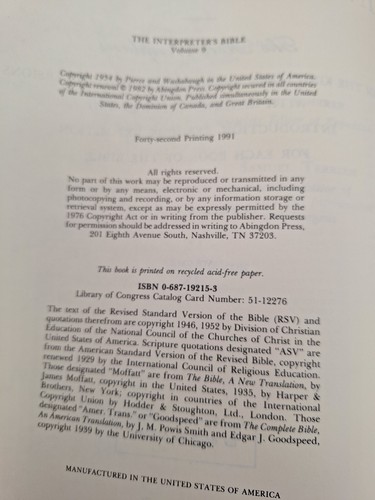 THE INTERPRETER'S BIBLE
Volume 9
Copyright 1954 by Pierce and Washabaugh in the United States of America.
Copyright renewed © 1982 by Abingdon Press. Copyright secured in all countries
of the International Copyright Union. Published simultaneously in the United
States, the Dominion of Canada, and Great Britain.
Forty-second Printing 1991
All rights reserved.
No part of this work may be reproduced or transmitted in any
form or by any means, electronic or mechanical, including
photocopying and recording, or by any information storage or
retrieval system, except as may be expressly permitted by the
1976 Copyright Act or in writing from the publisher. Requests
for permission should be addressed in writing to Abingdon Press,
201 Eighth Avenue South, Nashville, TN 37203.
This book is printed on recycled acid-free paper.
ISBN 0-687-19215-3
Library of Congress Catalog Card Number: 51-12276
The text of the Revised Standard Version of the Bible (RSV) and
quotations therefrom are copyright 1946, 1952 by Division of Christian
Education of the National Council of the Churches of Christ in the
United States of America. Scripture quotations designated "ASV" are
from the American Standard Version of the Revised Bible, copyright
renewed 1929 by the International Council of Religious Education.
Those designated "Moffatt" are from The Bible, A New Translation, by
James Moffatt, copyright in the United States, 1935, by Harper &
Brothers, New York; copyright in countries of the International
Copyright Union by Hodder & Stoughton, Ltd., London. Those
designated "Amer. Trans." or "Goodspeed" are from The Complete Bible,
An American Translation, by J. M. Powis Smith and Edgar J. Goodspeed,
copyright 1939 by the University of Chicago.
MANUFACTURED IN THE UNITED STATES OF AMERICA